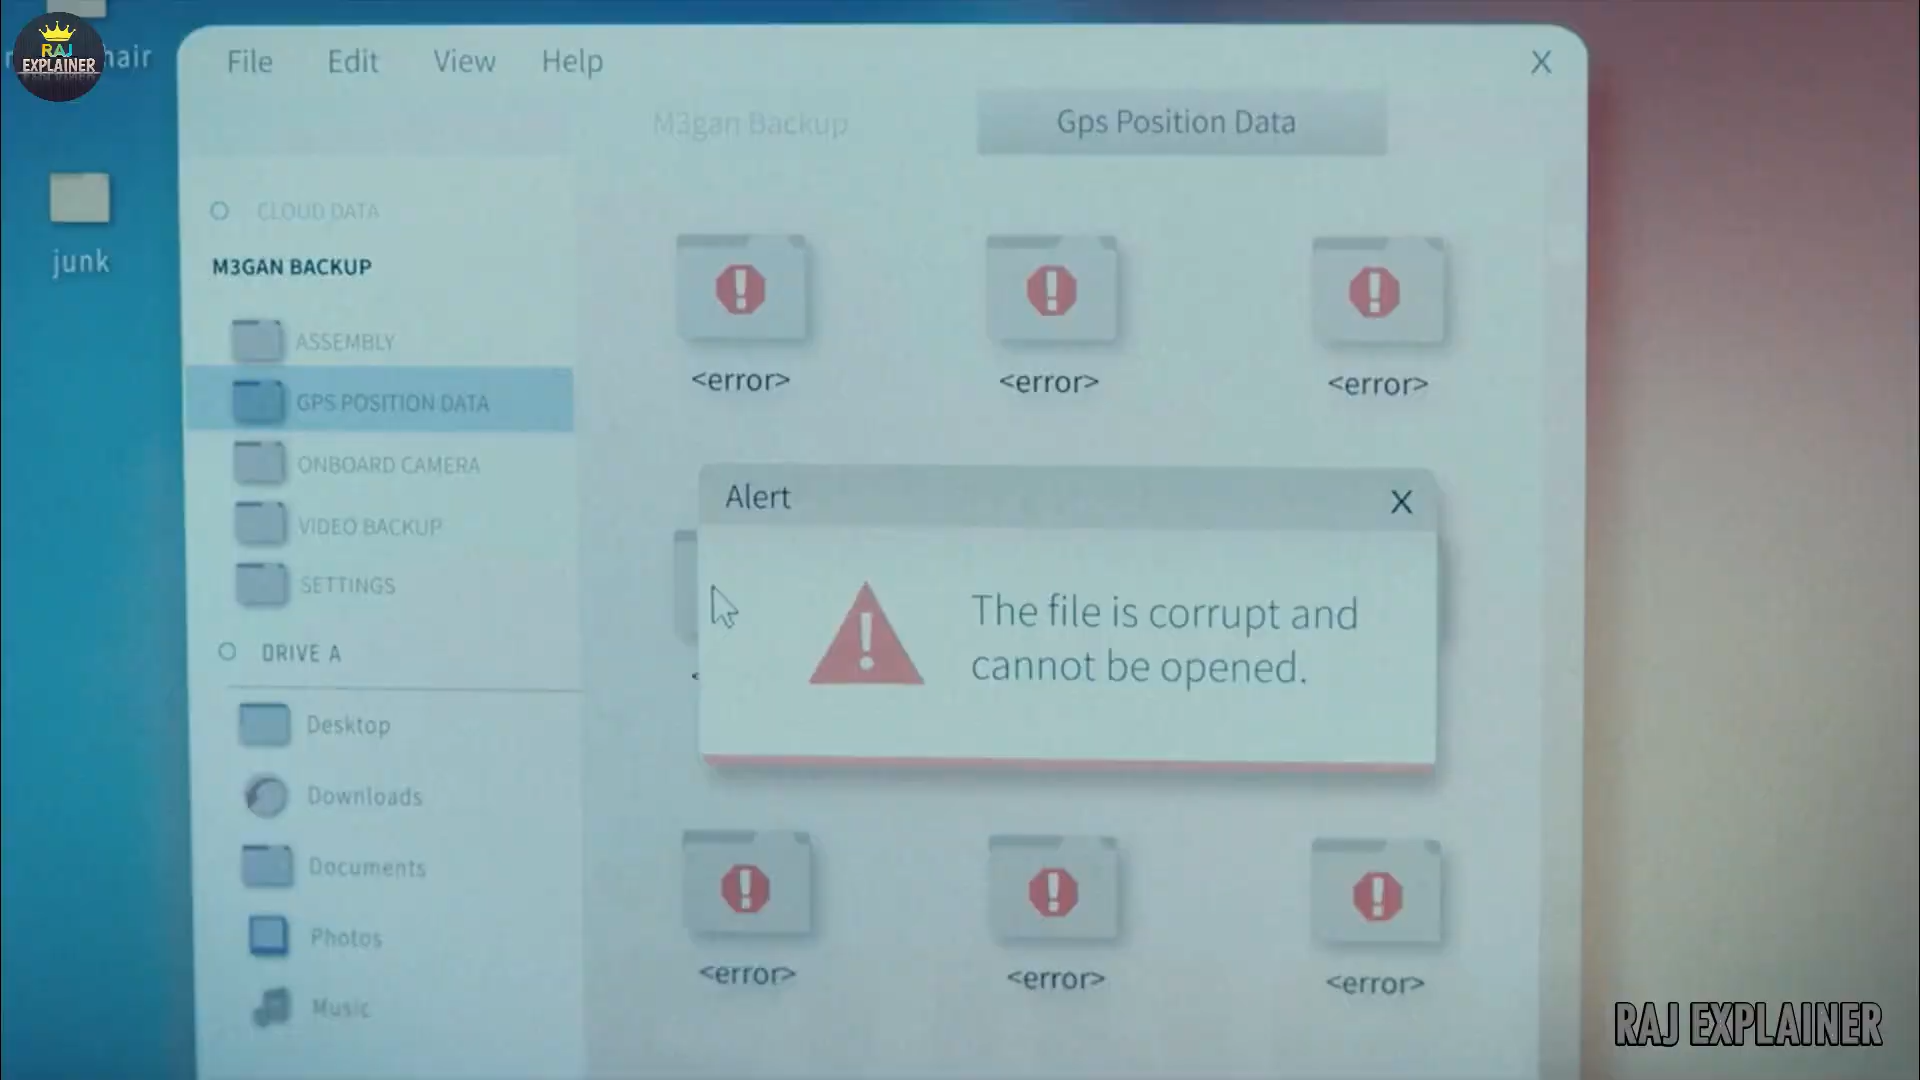 RAJ
EXPLAINER
hair
File Edit View Help X
M3gan Backup
Gps Position Data
CLOUD DATA
junk
M3GAN BACKUP
ASSEMBLY
GPS POSITION DATA
ONBOARD CAMERA
VIDEO BACKUP
SETTINGS
DRIVE A
Desktop
Downloads
Documents
Photos
Music
<error> <error> <error>
Alert X
The file is corrupt and
cannot be opened.
<error> <error> <error>
RAJ EXPLAINER